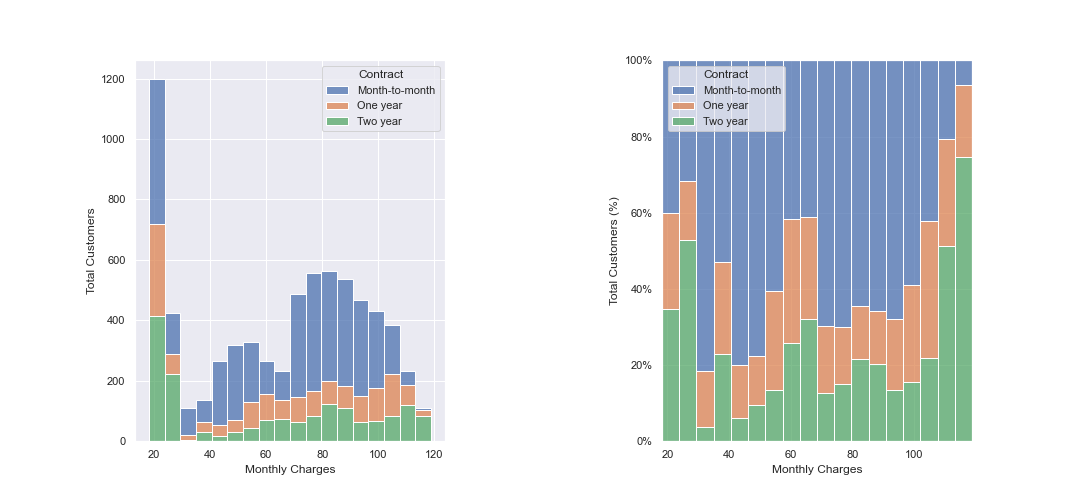 Contract
Month-to-month
One year
Two year
1200
1000
800
600
400
200
0
20 40 60 80 100 120
Monthly Charges
Total Customers
Contract
Month-to-month
One year
Two year
100%
80%
60%
40%
20%
0%
20 40 60 80 100
Monthly Charges
Total Customers (%)